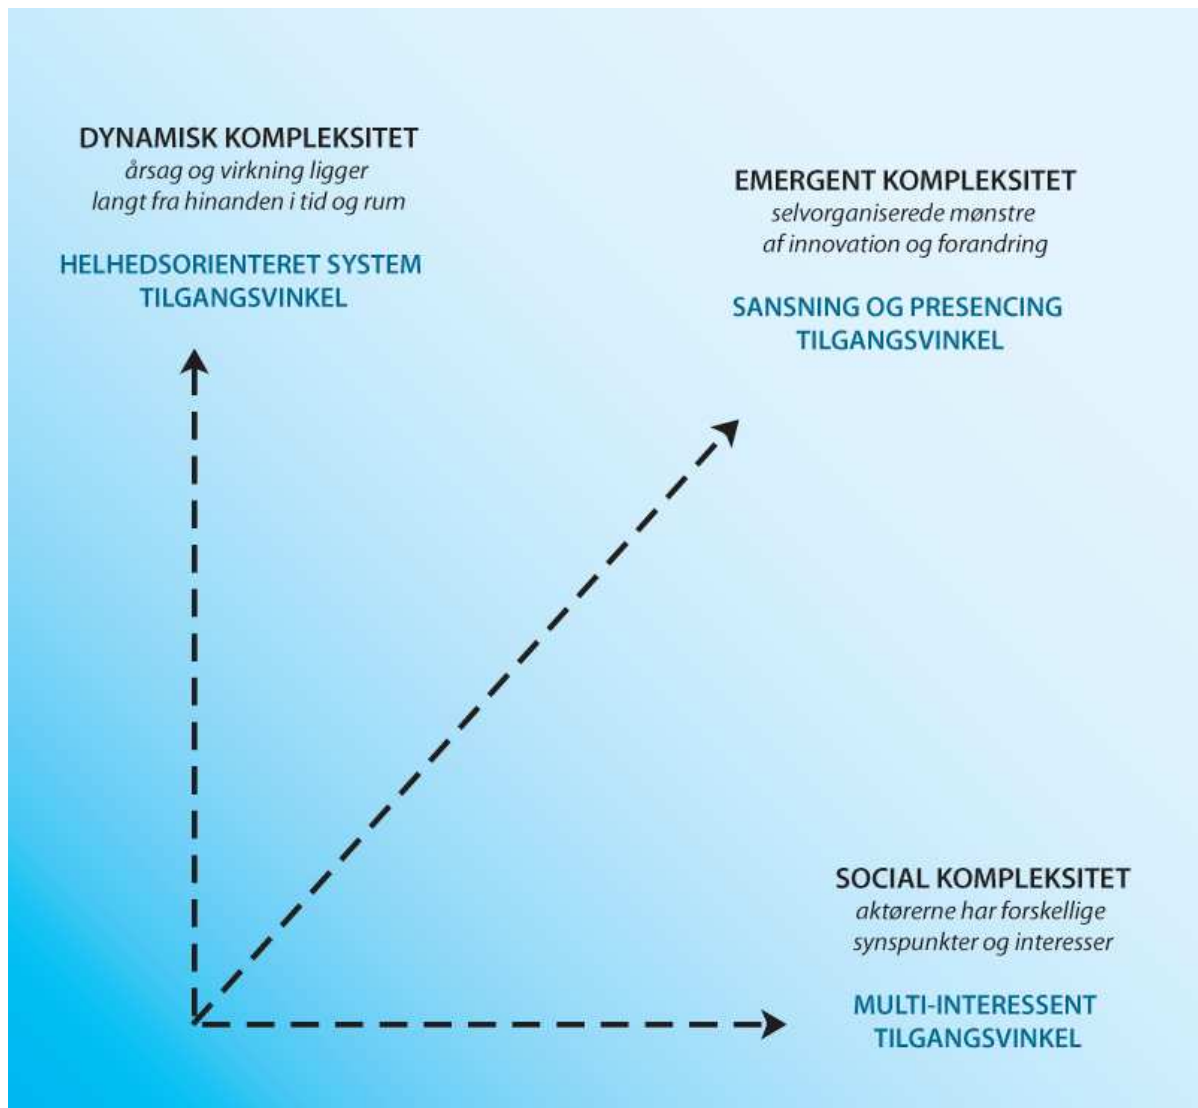 DYNAMISK KOMPLEKSITET
årsag og virkning ligger
langt fra hinanden i tid og rum
HELHEDSORIENTERET SYSTEM
TILGANGSVINKEL
EMERGENT KOMPLEKSITET
selvorganiserede mønstre
af innovation og forandring
SANSNING OG PRESENCING
TILGANGSVINKEL
SOCIAL KOMPLEKSITET
aktørerne har forskellige
synspunkter og interesser
MULTI-INTERESSENT
TILGANGSVINKEL